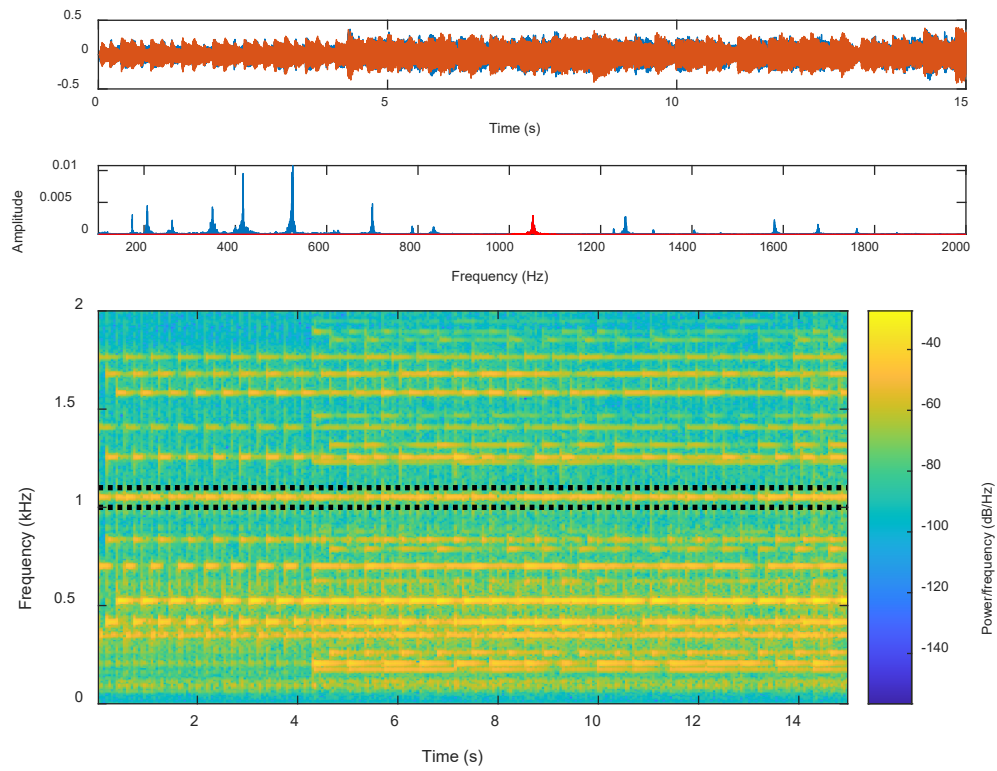 0.5
0
-0.5
0 5 10 15
Time (s)
0.01
0.005
0
Amplitude
200 400 600 800 1000 1200 1400 1600 1800 2000
Frequency (Hz)
2
1.5
1
0.5
0
Frequency (kHz)
2 4 6 8 10 12 14
Time (s)
-40
-60
-80
-100
-120
-140
Power/frequency (dB/Hz)